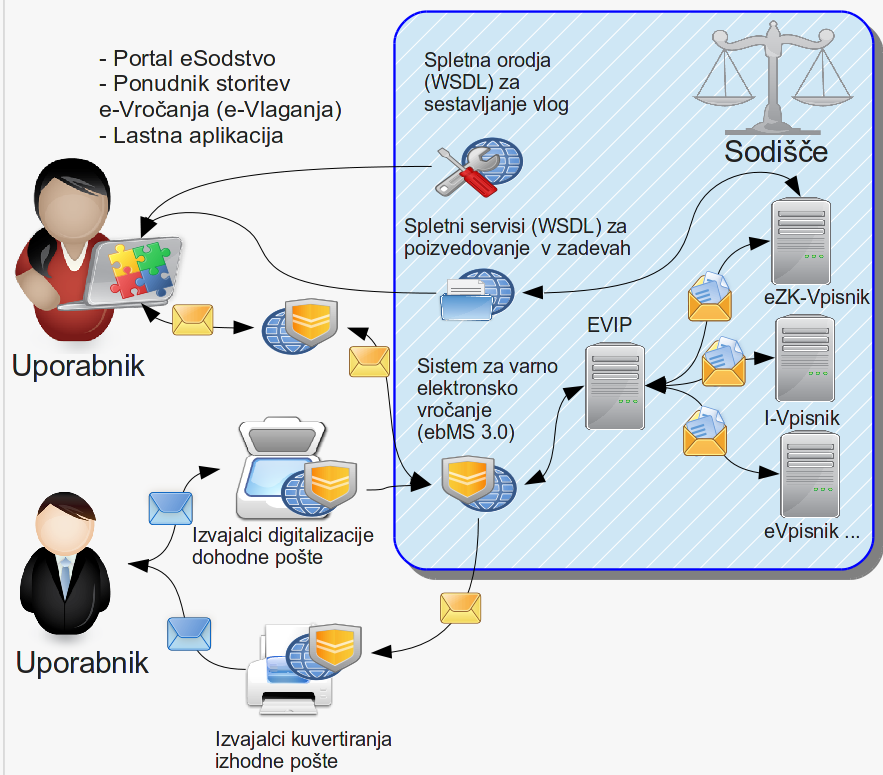 - Portal eSodstvo
- Ponudnik storitev
e-Vročanja (e-Vlaganja)
- Lastna aplikacija
Spletna orodja
(WSDL) za
sestavljanje vlog
Sodišče
Spletni servisi (WSDL) za
poizvedovanje v zadevah
eZK-Vpisnik
EVIP
Uporabnik
Sistem za varno
elektronsko
vročanje
(ebMS 3.0)
I-Vpisnik
eVpisnik ...
Izvajalci digitalizacije
dohodne pošte
Uporabnik
Izvajalci kuvertiranja
izhodne pošte